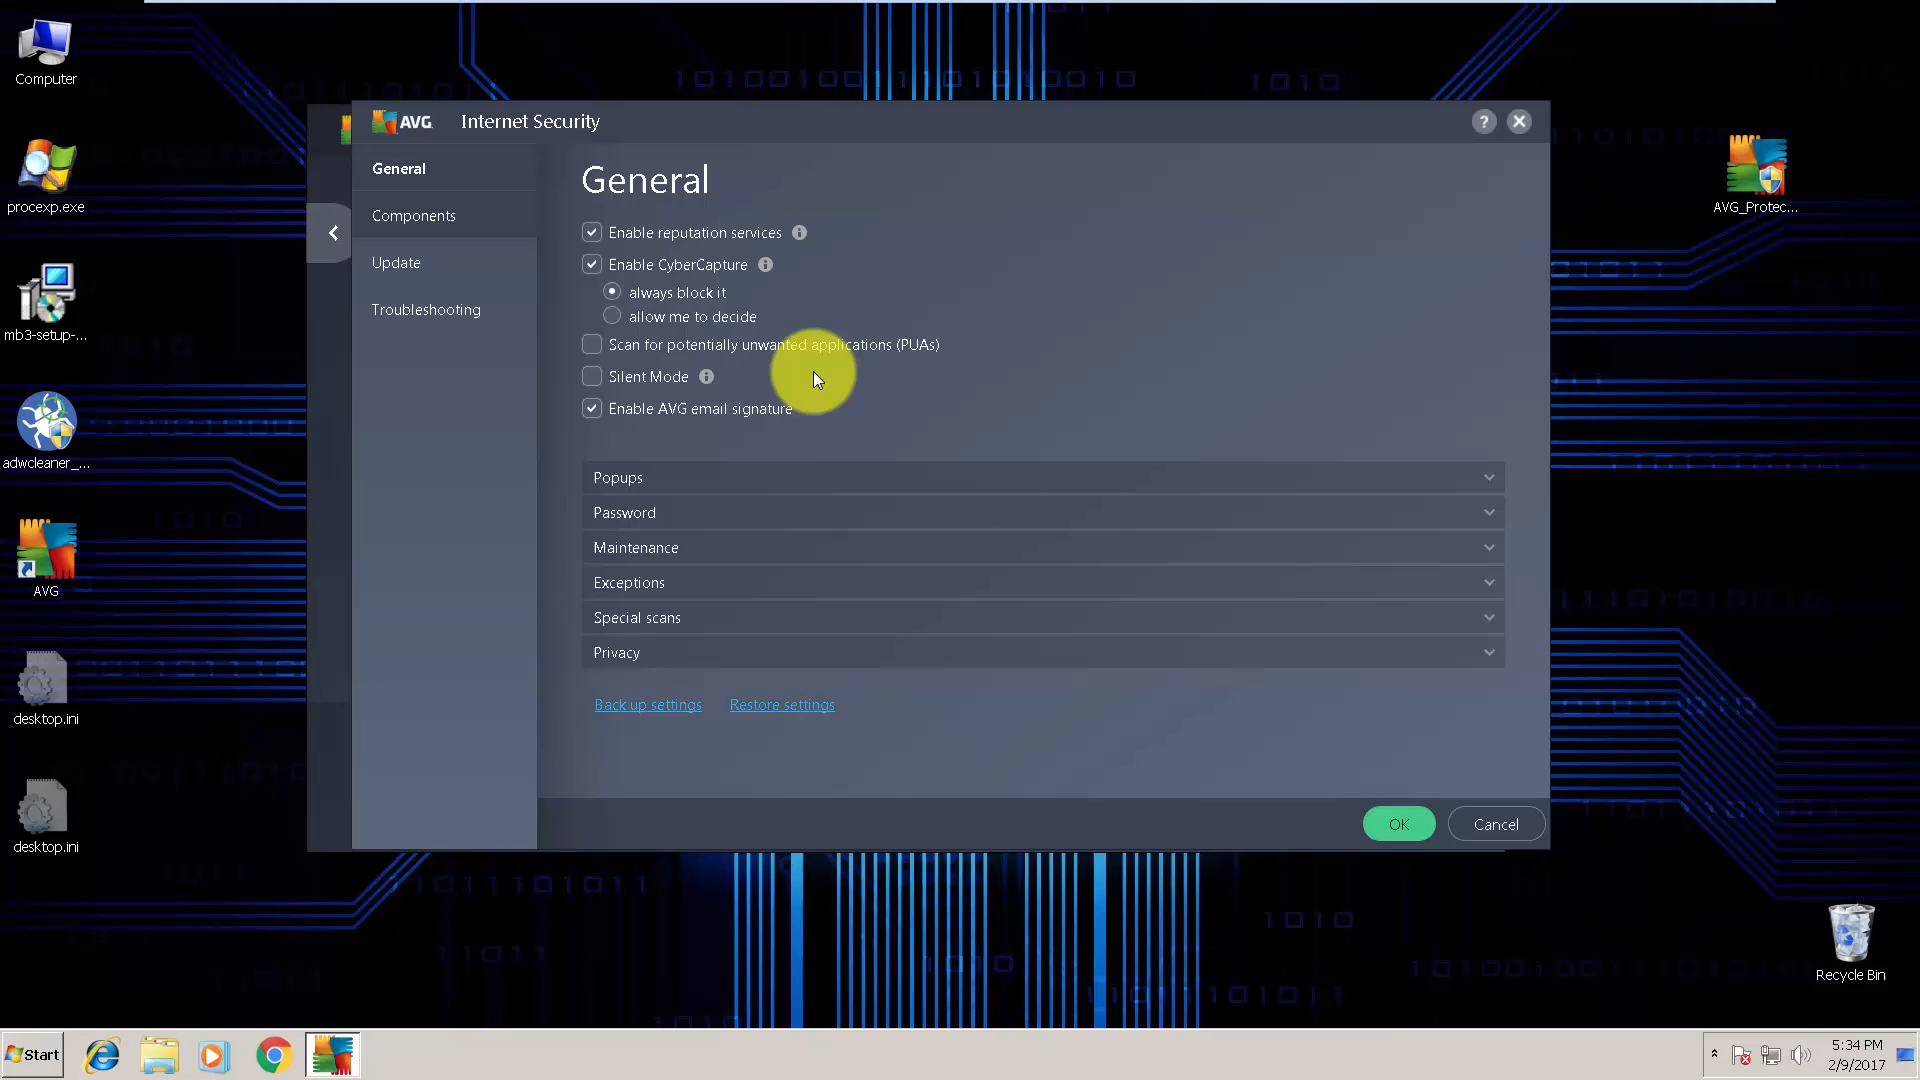 Computer
procexp.exe
mb3-setup-...
adwcleaner_...
AVG
desktop.ini
desktop.ini
AVG Internet Security
?
General
Components
Update
Troubleshooting
General
Enable reputation services
Enable CyberCapture
always block it
allow me to decide
Scan for potentially unwanted applications (PUAs)
Silent Mode
Enable AVG email signature
Popups
Password
Maintenance
Exceptions
Special scans
Privacy
Back up settings Restore settings
OK Cancel
AVG_Protec...
Recycle Bin
Start
5:34 PM
2/9/2017